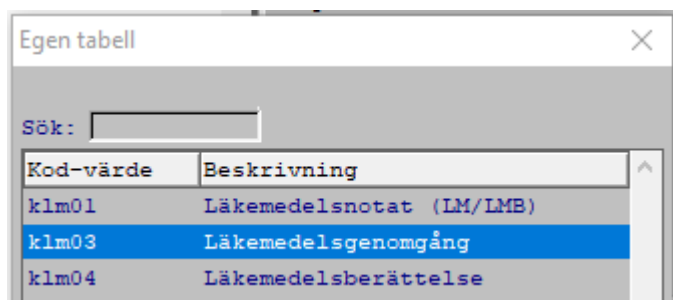 Egen tabell
Sök:
Kod-värde Beskrivning
klm01 Läkemedelsnotat (LM/LMB)
klm03 Läkemedelsgenomgång
klm04 Läkemedelsberättelse